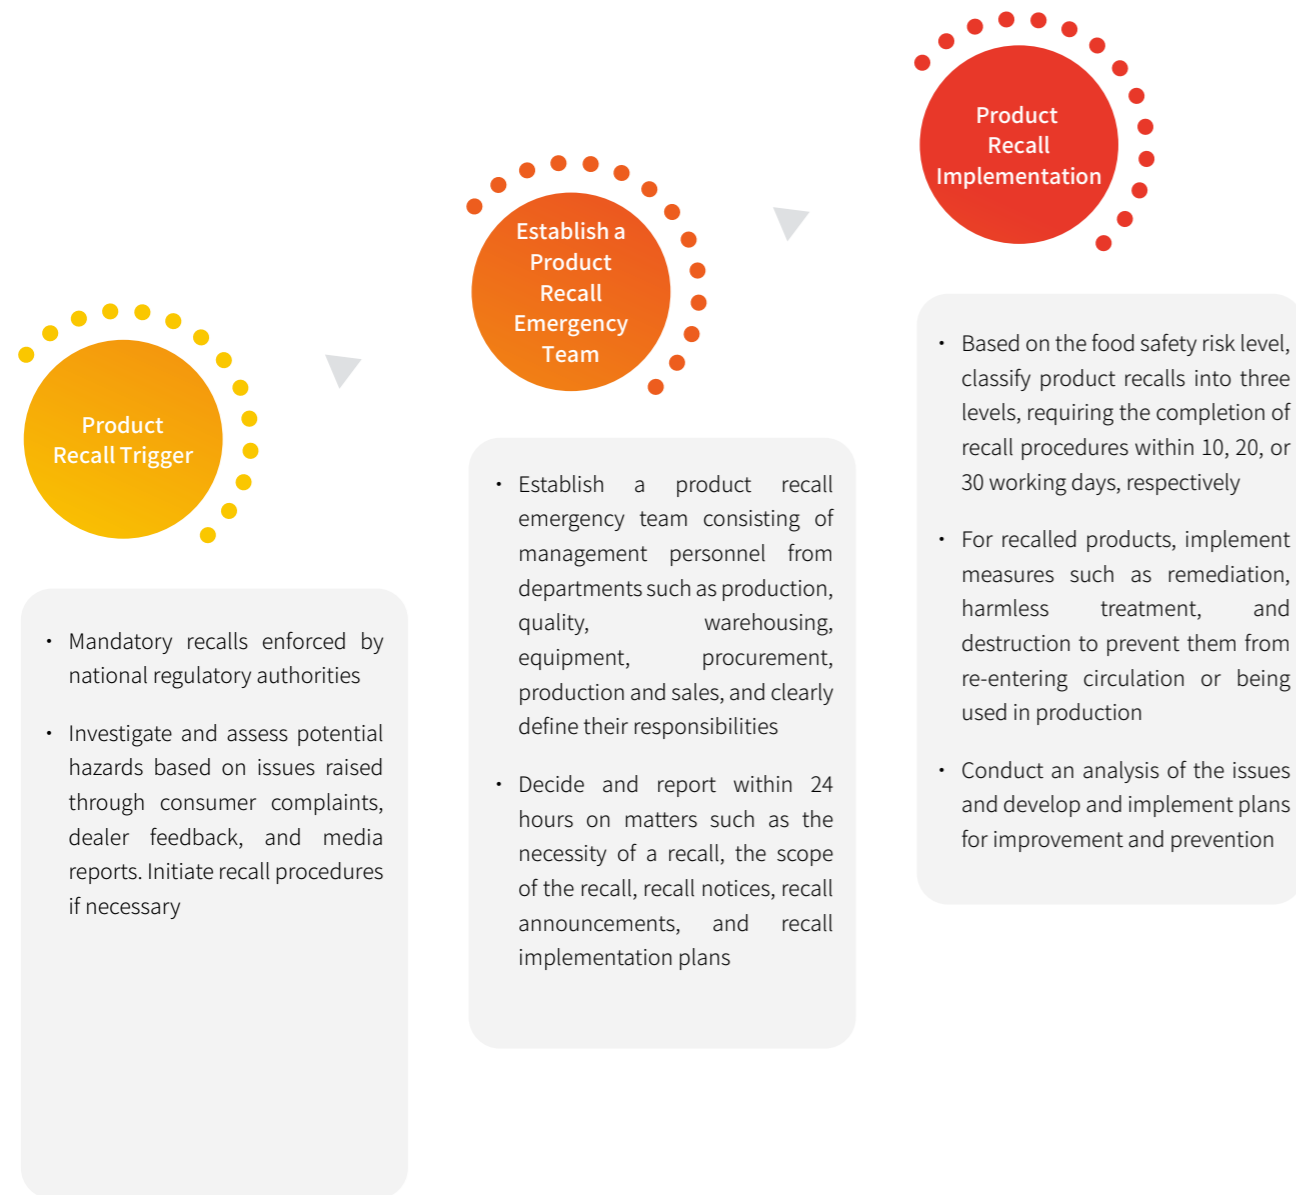 Product
Recall Trigger
• Mandatory recalls enforced by
national regulatory authorities
• Investigate and assess potential
hazards based on issues raised
through consumer complaints,
dealer feedback, and media
reports. Initiate recall procedures
if necessary
Establish a
Product
Recall
Emergency
Team
• Establish a product recall
emergency team consisting of
management personnel from
departments such as production,
quality, warehousing,
equipment, procurement,
production and sales, and clearly
define their responsibilities
• Decide and report within 24
hours on matters such as the
necessity of a recall, the scope
of the recall, recall notices, recall
announcements, and recall
implementation plans
Product
Recall
Implementation
• Based on the food safety risk level,
classify product recalls into three
levels, requiring the completion of
recall procedures within 10, 20, or
30 working days, respectively
• For recalled products, implement
measures such as remediation,
harmless treatment, and
destruction to prevent them from
re-entering circulation or being
used in production
• Conduct an analysis of the issues
and develop and implement plans
for improvement and prevention